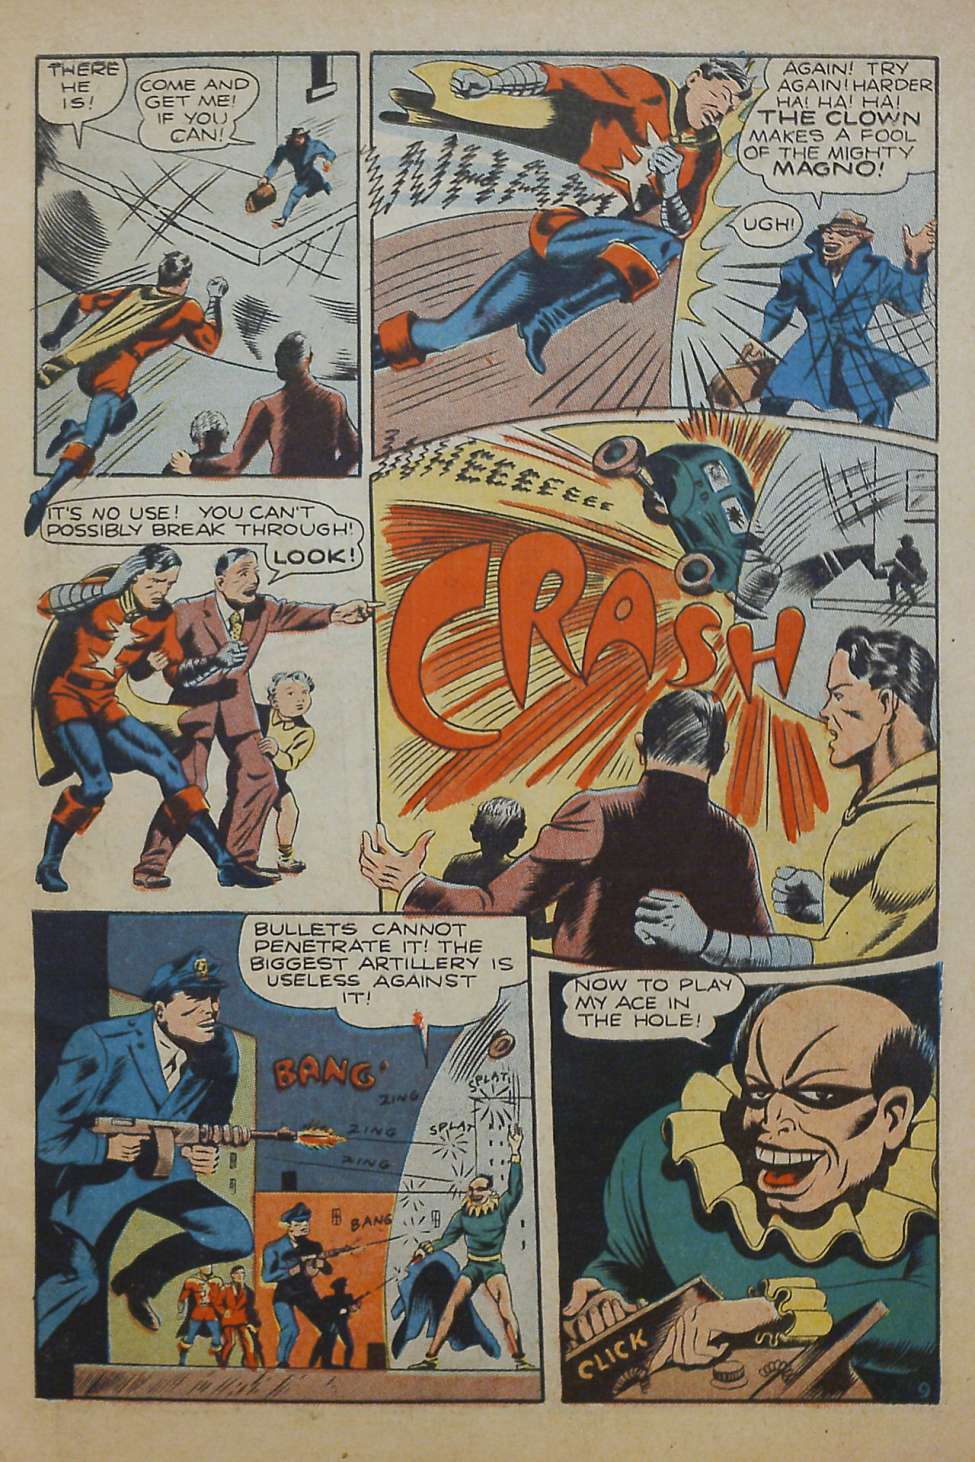 THERE
HE
IS!
COME AND
GET ME!
IF YOU
CAN!
AGAIN! TRY
AGAIN! HARDER
HA! HA! HA!
THE CLOWN
MAKES A FOOL
OF THE MIGHTY
MAGNO!
UGH!
IT'S NO USE! YOU CAN'T
POSSIBLY BREAK THROUGH!
LOOK!
WHEEEEEEE
CRASH
BULLETS CANNOT
PENETRATE IT! THE
BIGGEST ARTILLERY IS
USELESS AGAINST
IT!
BANG!
ZING
ZING
ZING
SPLAT!
SPLAT
BANG
NOW TO PLAY
MY ACE IN
THE HOLE!
CLICK
9